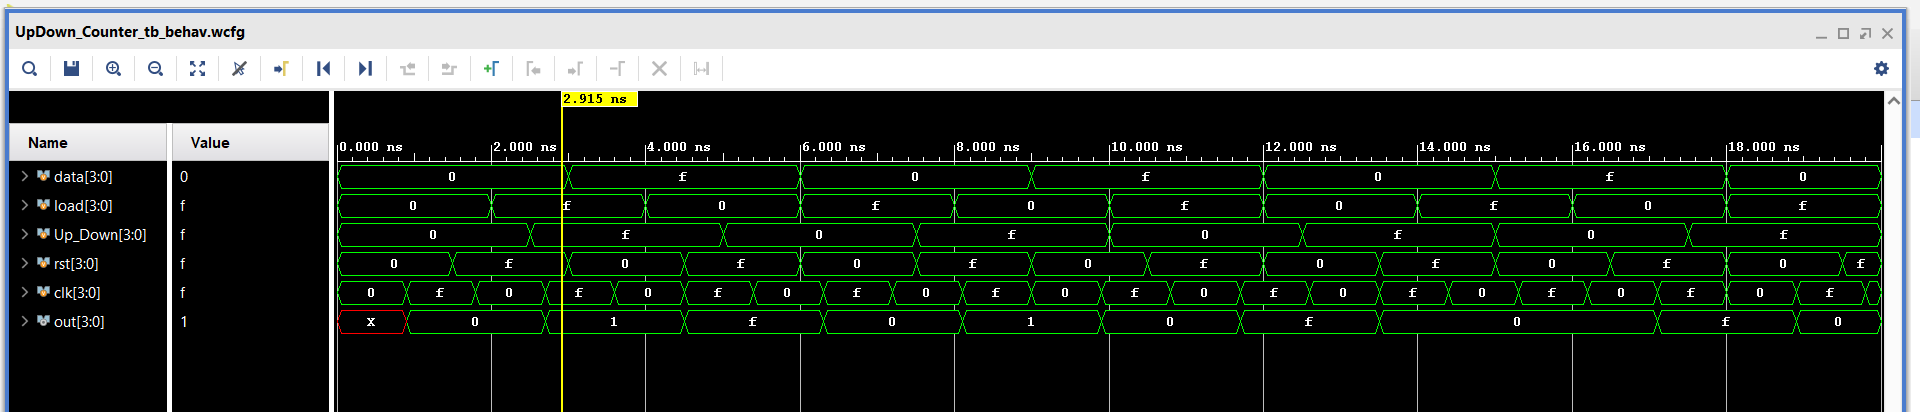 UpDown_Counter_tb_behav.wcfg
2.915 ns
0.000 ns 2.000 ns 4.000 ns 6.000 ns 8.000 ns 10.000 ns 12.000 ns 14.000 ns 16.000 ns 18.000 ns
Name Value
data[3:0] 0 0 f 0 f 0 f 0
load[3:0] f 0 f 0 f 0 f 0 f 0 f
Up_Down[3:0] f 0 f 0 f 0 f 0 f
rst[3:0] f 0 f 0 f 0 f 0 f 0 f 0 f 0 f
clk[3:0] f 0 f 0 f 0 f 0 f 0 f 0 f 0 f 0 f 0 f 0 f 0 f
out[3:0] 1 X 0 1 f 0 1 0 f 0 f 0